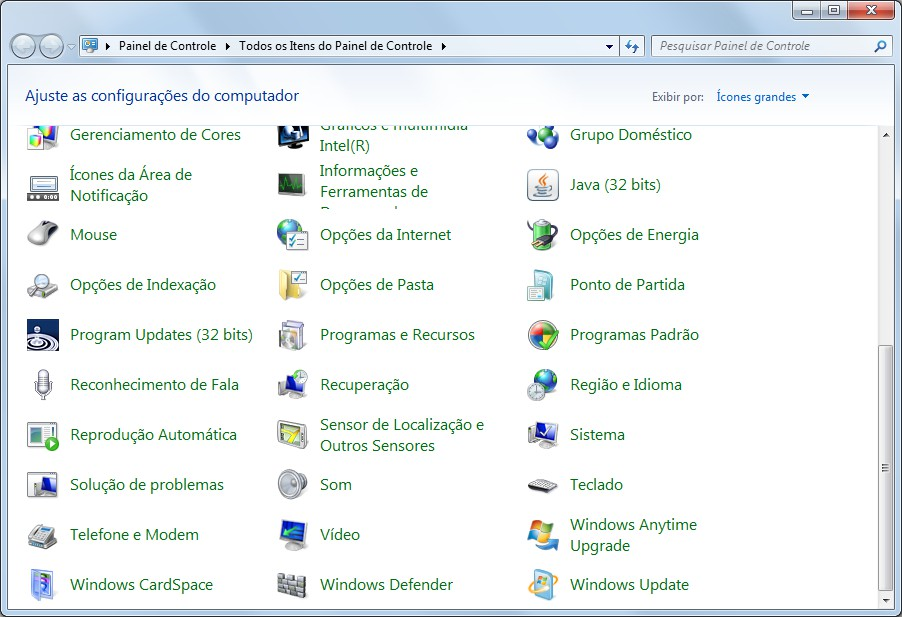 Painel de Controle
Todos os Itens do Painel de Controle
Pesquisar Painel de Controle
Ajuste as configurações do computador
Exibir por:
Ícones grandes
Gerenciamento de Cores
Gráficos e multimídia
Intel(R)
Grupo Doméstico
Ícones da Área de
Notificação
Informações e
Ferramentas de
Java (32 bits)
Mouse
Opções da Internet
Opções de Energia
Opções de Indexação
Opções de Pasta
Ponto de Partida
Program Updates (32 bits)
Programas e Recursos
Programas Padrão
Reconhecimento de Fala
Recuperação
Região e Idioma
Reprodução Automática
Sensor de Localização e
Outros Sensores
Sistema
Solução de problemas
Som
Teclado
Telefone e Modem
Vídeo
Windows Anytime
Upgrade
Windows CardSpace
Windows Defender
Windows Update